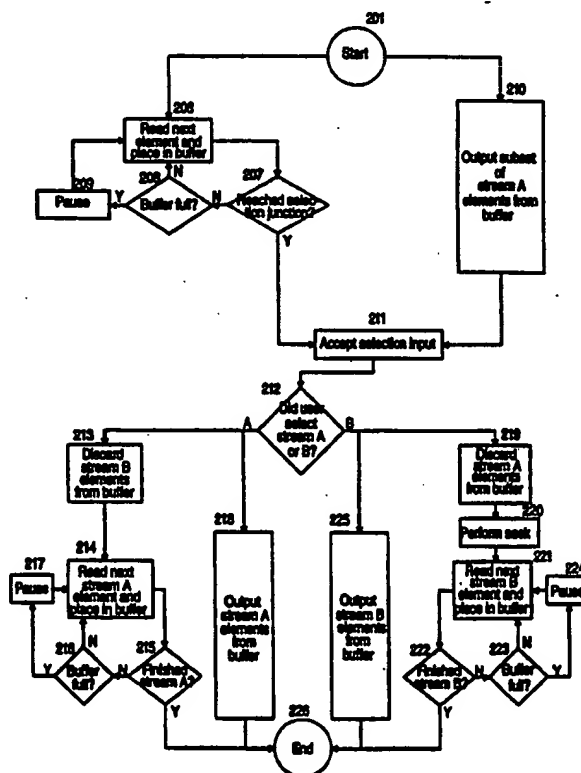 201
Start
206
Read next
element and
place in buffer
210
Output subset
of
stream A
elements from
buffer
209
Pause
Y
208
N
Buffer full?
N
207
Reached selec-
tion junction?
Y
211
Accept selection input
212
Did user
select
stream A
or B?
A
B
213
Discard
stream B
elements
from buffer
219
Discard
stream A
elements
from buffer
220
Perform seek
214
Read next
stream A
element and
place in buffer
217
Pause
216
N
Buffer full?
Y
N
215
Finished
stream A?
Y
218
Output
stream A
elements
from
buffer
225
Output
stream B
elements
from
buffer
221
Read next
stream B
element
and place
in buffer
224
Pause
222
Finished
stream B?
N
Y
223
N
Buffer
full?
Y
226
End